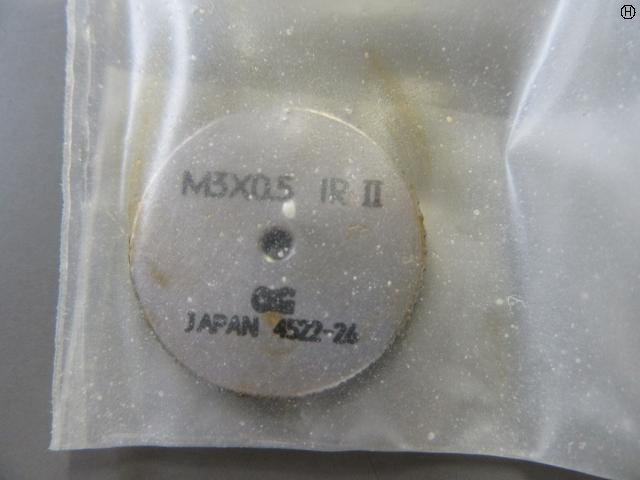 M3X0.5 IR II
OSG
JAPAN 4522-26
H